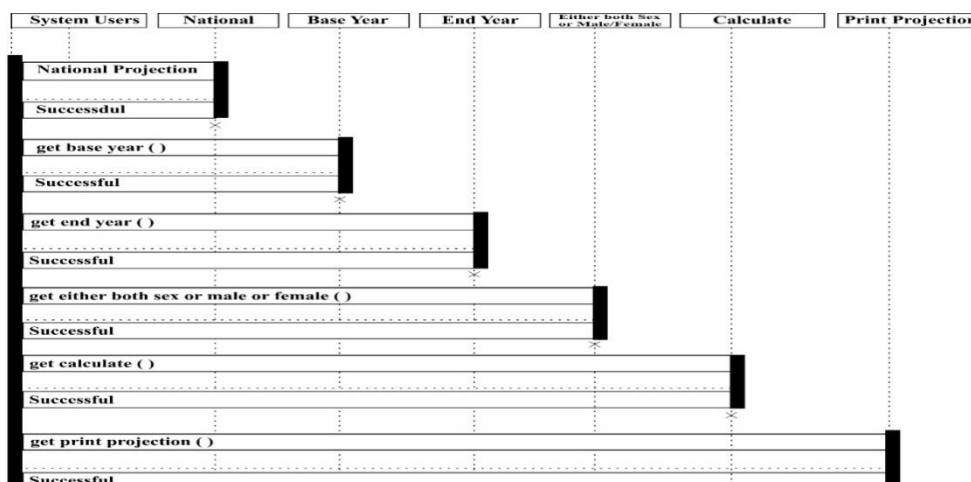 System Users
National
Base Year
End Year
Either both Sex
or Male/Female
Calculate
Print Projection
National Projection
Successdul
get base year ( )
Successful
get end year ( )
Successful
get either both sex or male or female ( )
Successful
get calculate ( )
Successful
get print projection ( )
Successful